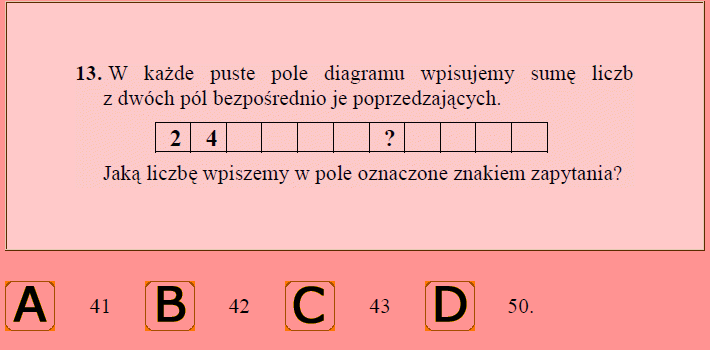 13. W każde puste pole diagramu wpisujemy sumę liczb
z dwóch pól bezpośrednio je poprzedzających.
2 4 ?
Jaką liczbę wpiszemy w pole oznaczone znakiem zapytania?
A 41 B 42 C 43 D 50.